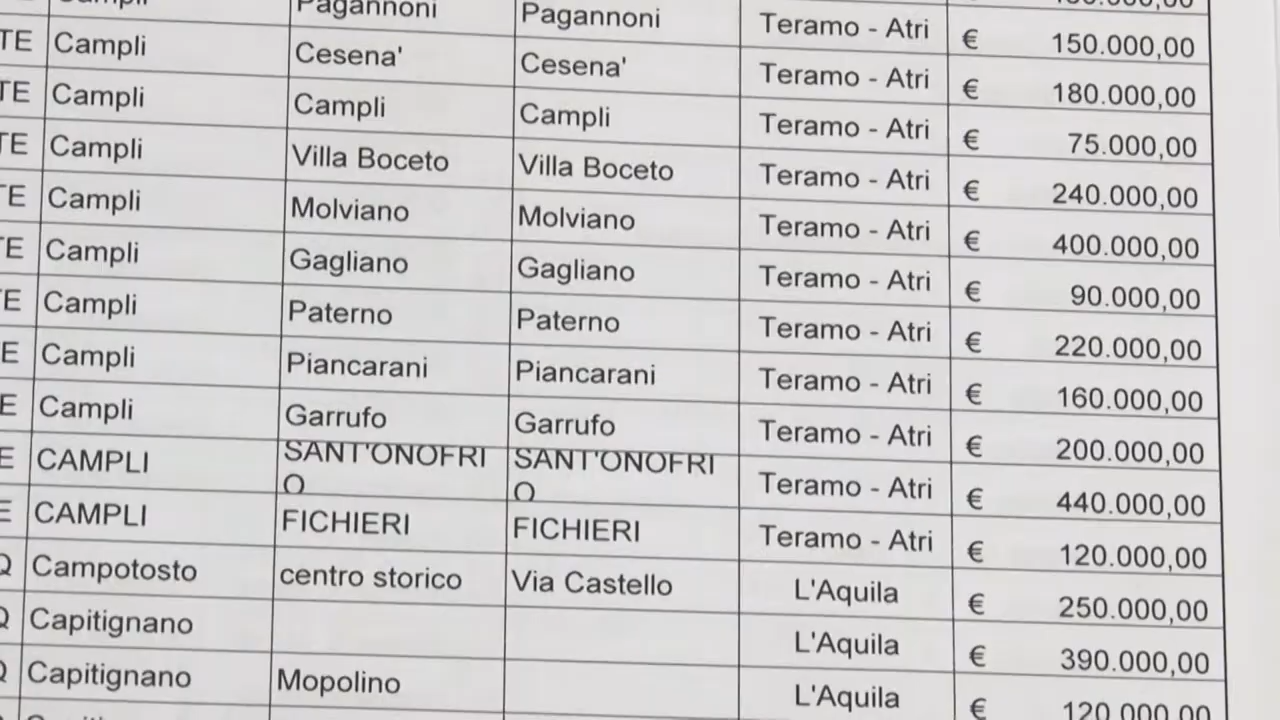 Pagannoni Pagannoni Teramo - Atri € 150.000,00
TE Campli Cesena' Cesena' Teramo - Atri € 180.000,00
TE Campli Campli Campli Teramo - Atri € 75.000,00
TE Campli Villa Boceto Villa Boceto Teramo - Atri € 240.000,00
TE Campli Molviano Molviano Teramo - Atri € 400.000,00
TE Campli Gagliano Gagliano Teramo - Atri € 90.000,00
TE Campli Paterno Paterno Teramo - Atri € 220.000,00
E Campli Piancarani Piancarani Teramo - Atri € 160.000,00
E Campli Garrufo Garrufo Teramo - Atri € 200.000,00
E CAMPLI SANT'ONOFRI SANT'ONOFRI Teramo - Atri € 440.000,00
O O
E CAMPLI FICHIERI FICHIERI Teramo - Atri € 120.000,00
Q Campotosto centro storico Via Castello L'Aquila € 250.000,00
Q Capitignano L'Aquila € 390.000,00
Q Capitignano Mopolino L'Aquila € 120.000,00